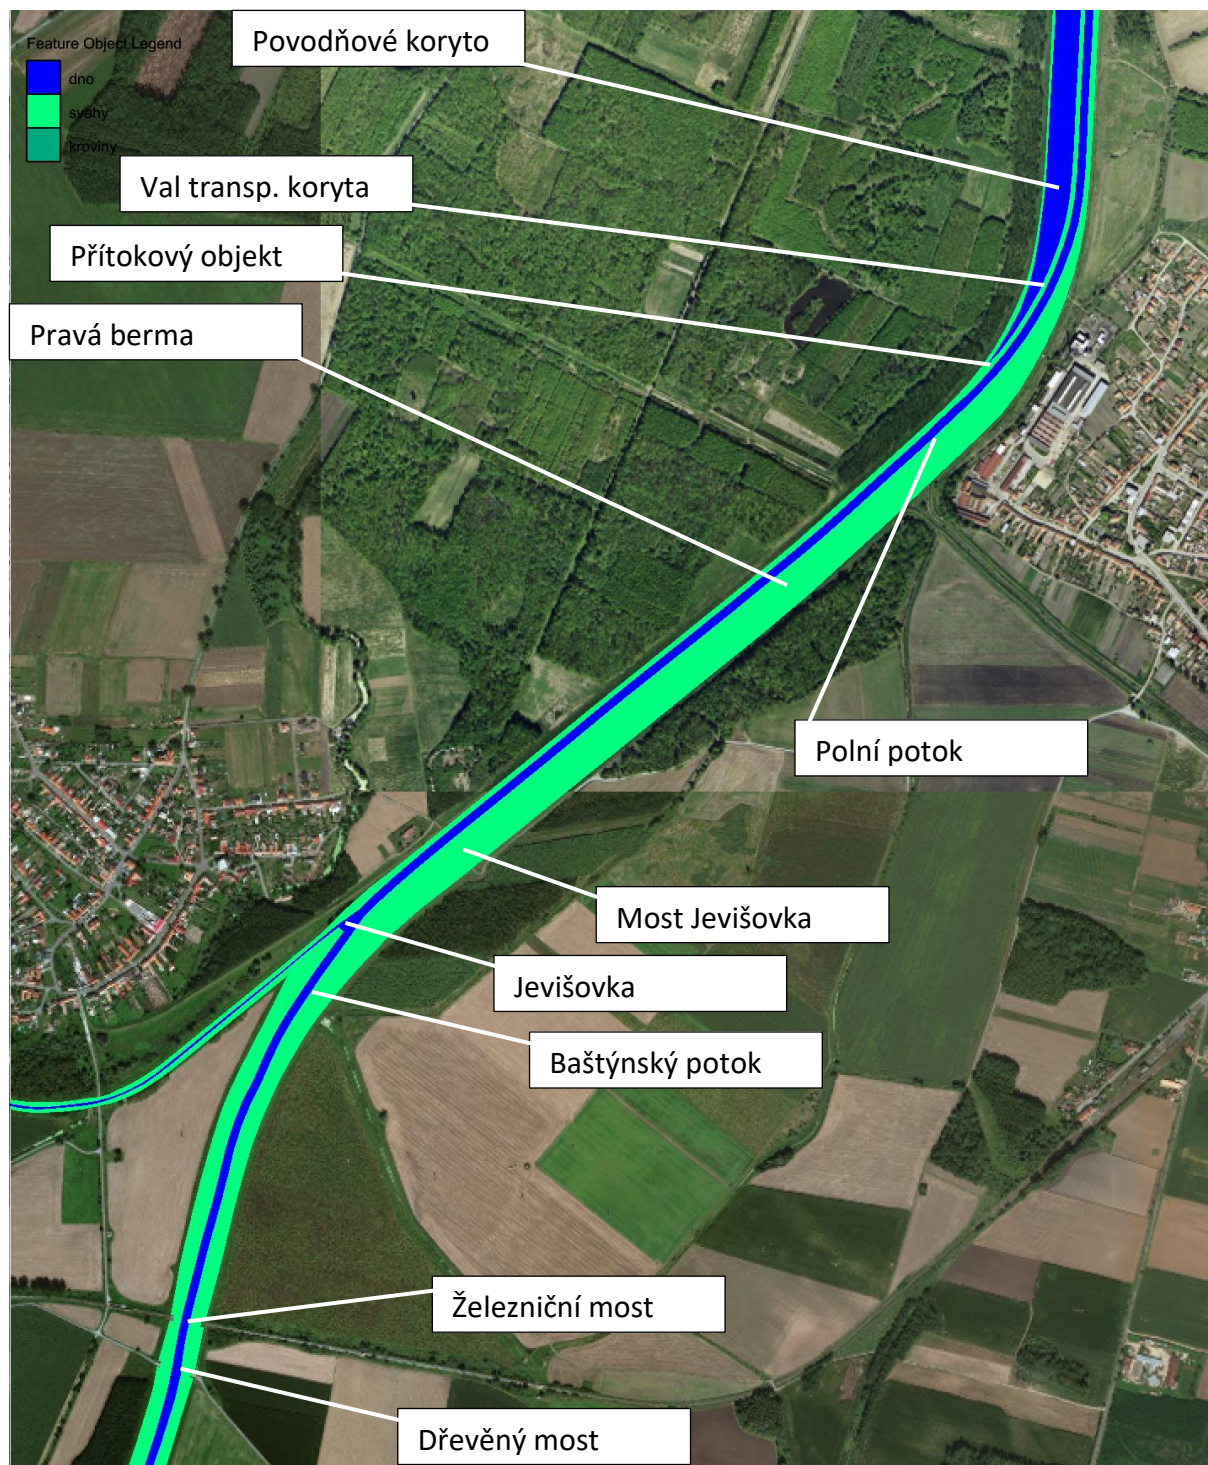 Povodňové koryto
Feature Object Legend
dno
svahy
kroviny
Val transp. koryta
Přítokový objekt
Pravá berma
Polní potok
Most Jevišovka
Jevišovka
Baštýnský potok
Železniční most
Dřevěný most